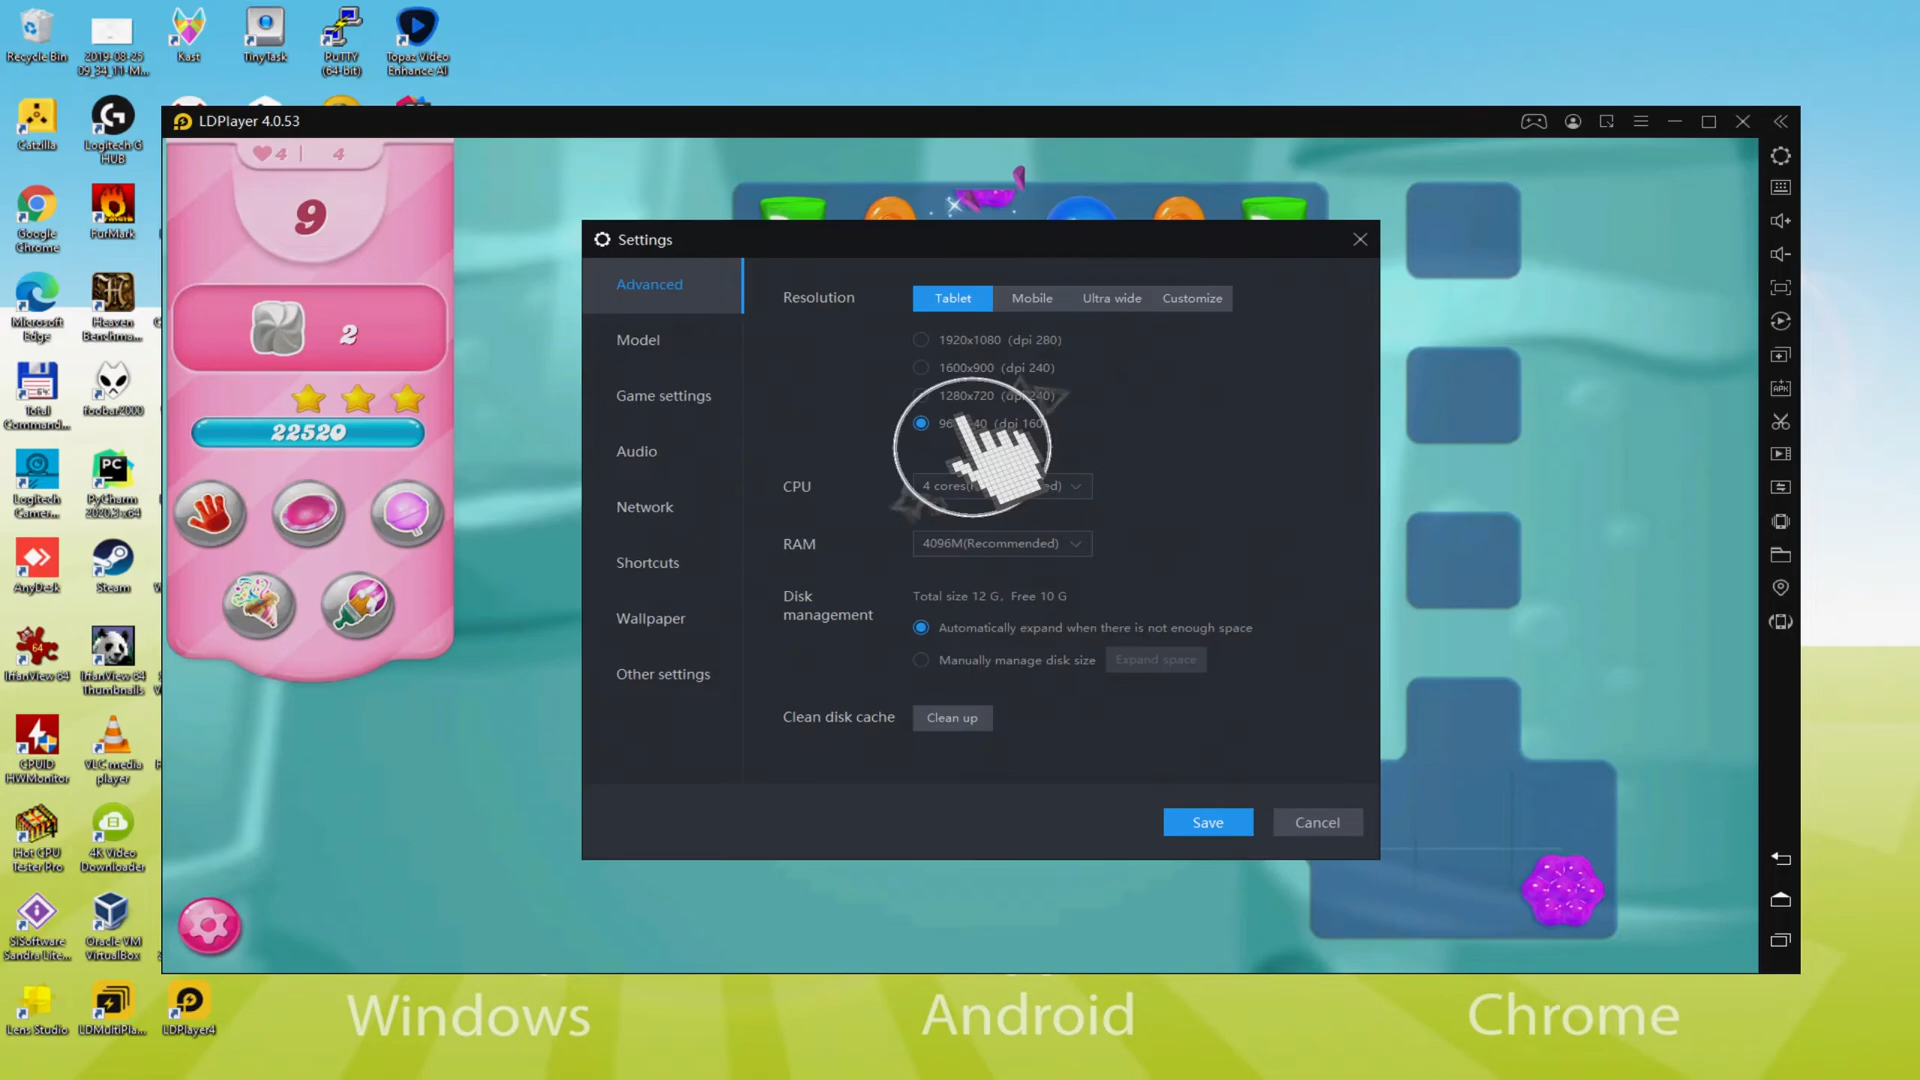 Recycle Bin
2019-08-25
09_34_11-M...
Kast
TinyTask
PuTTY
(64-bit)
Topaz Video
Enhance AI
Catzilla
Logitech G
HUB
Google
Chrome
FurMark
Microsoft
Edge
Heaven
Benchma...
Total
Command...
foobar2000
Logitech
Gamer...
PyCharm
2020.3 x64
AnyDesk
Steam
IrfanView 64
IrfanView 64
Thumbnails
CPUID
HWMonitor
VLC media
player
Hot CPU
Tester Pro
4K Video
Downloader
SiSoftware
Sandra Lite...
Oracle VM
VirtualBox
Lens Studio
LDMultiPla...
LDPlayer4
LDPlayer 4.0.53
4 | 4
9
2
22520
Settings
Advanced
Model
Game settings
Audio
Network
Shortcuts
Wallpaper
Other settings
Resolution
Tablet
Mobile
Ultra wide
Customize
1920x1080 (dpi 280)
1600x900 (dpi 240)
1280x720 (dpi 240)
(dpi 160
CPU
4 cores
RAM
4096M(Recommended)
Disk
management
Total size 12 G, Free 10 G
Automatically expand when there is not enough space
Manually manage disk size
Expand space
Clean disk cache
Clean up
Save
Cancel
Windows
Android
Chrome